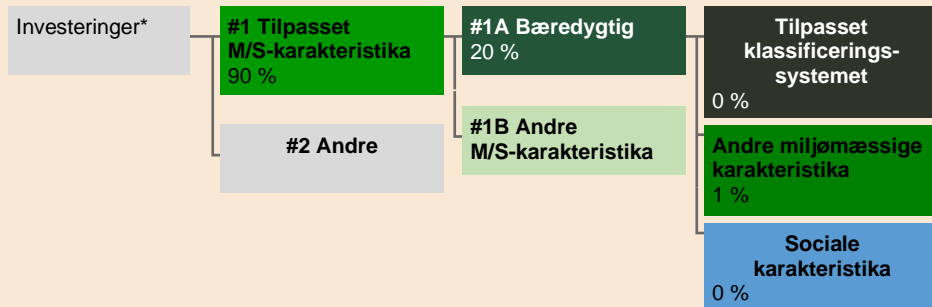 Investeringer*
#1 Tilpasset
M/S-karakteristika
90 %
#2 Andre
#1A Bæredygtig
20 %
#1B Andre
M/S-karakteristika
Tilpasset
klassificerings-
systemet
0 %
Andre miljømæssige
karakteristika
1 %
Sociale
karakteristika
0 %